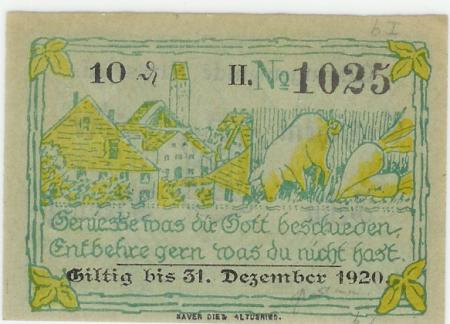 10 ₰ II. № 1025
Geniesse was dir Gott beschieden,
Entbehre gern was du nicht hast.
Giltig bis 31. Dezember 1920.
XAVER DIET ALTUSRIED.